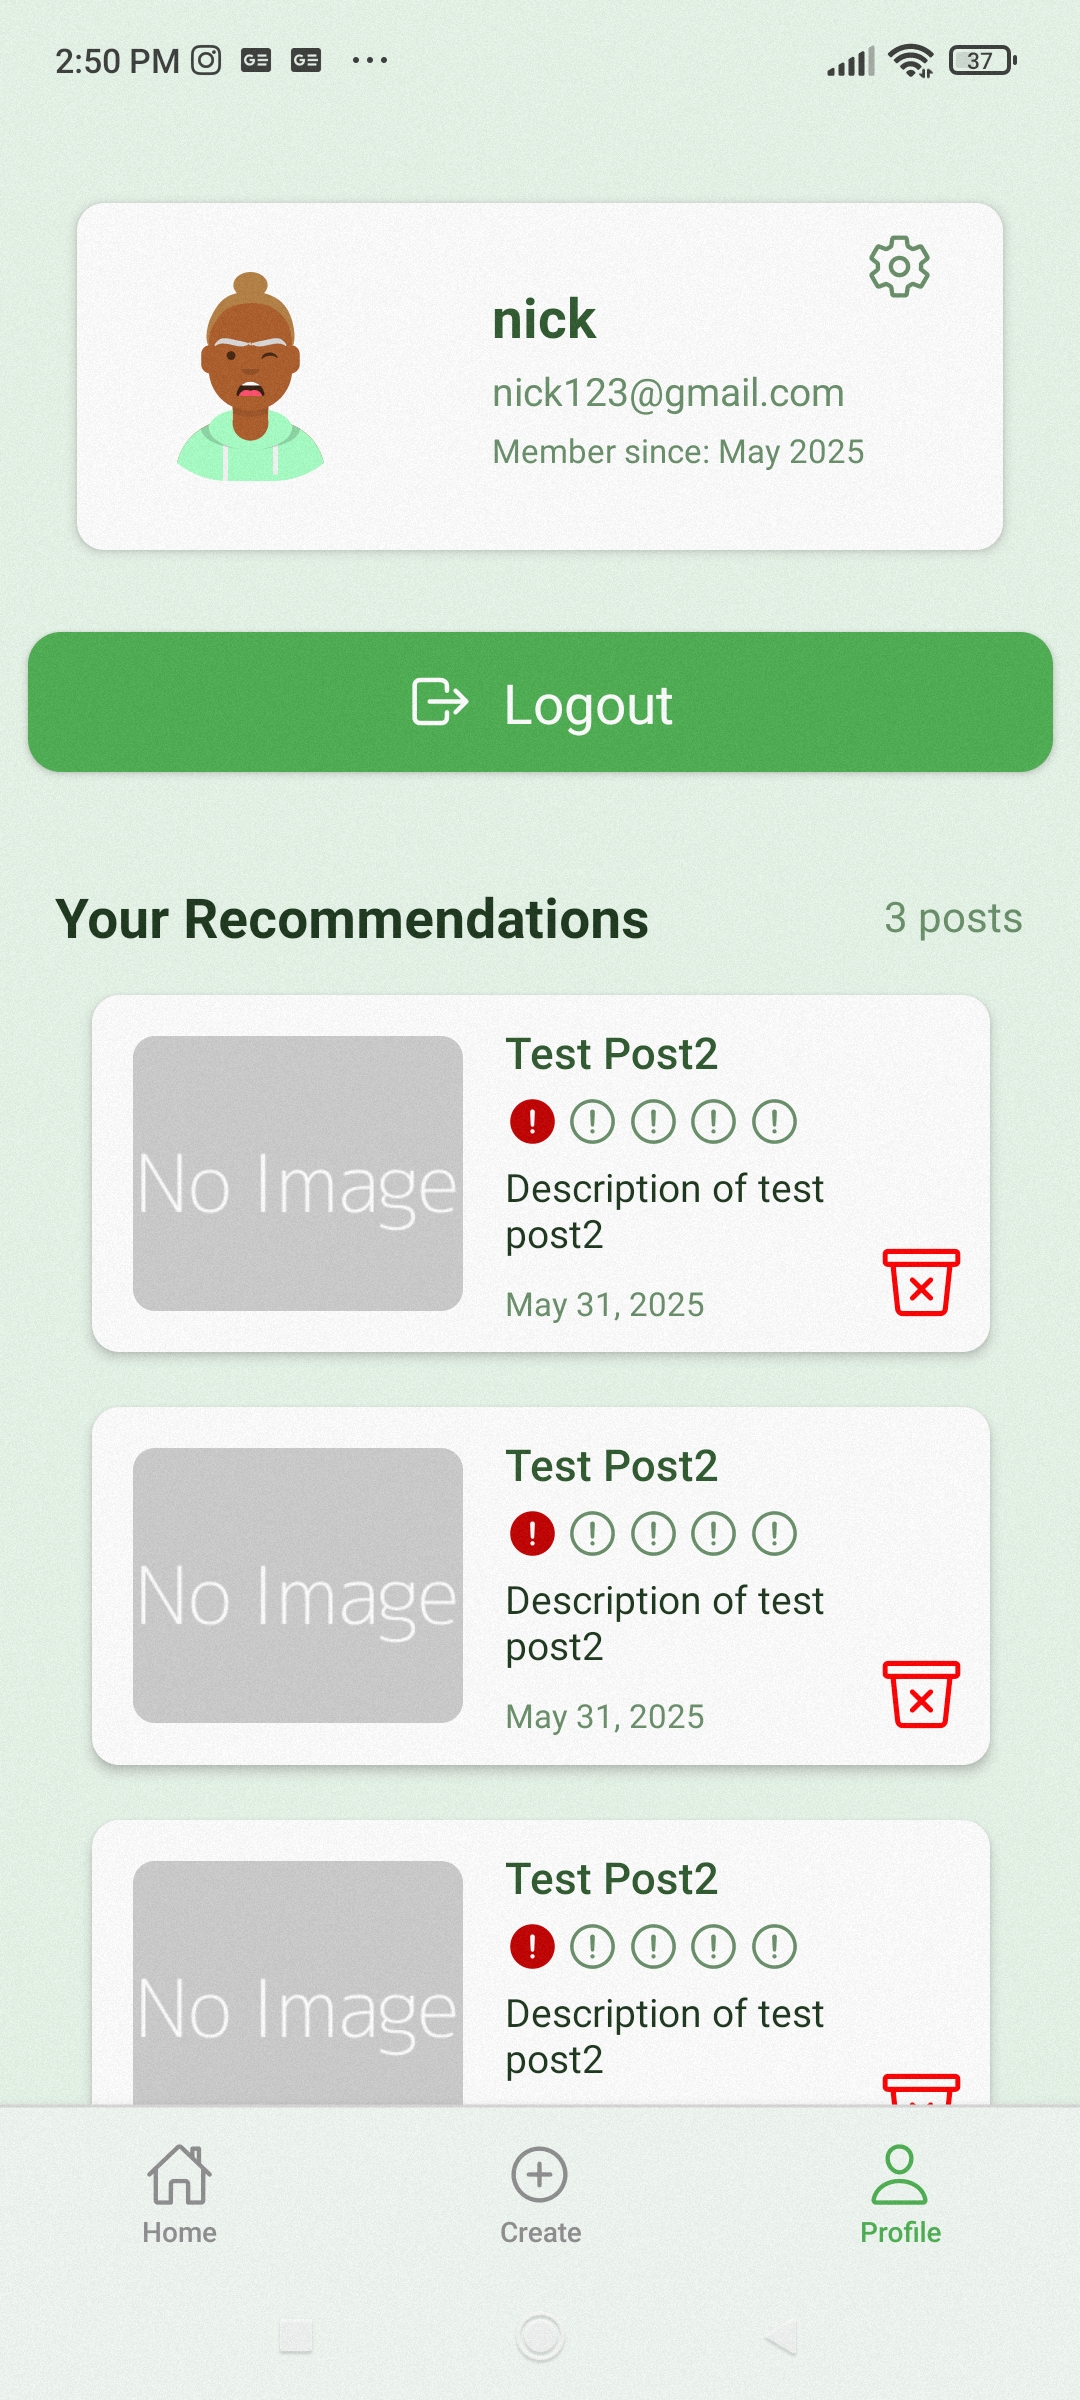 2:50 PM
37
nick
nick123@gmail.com
Member since: May 2025
Logout
Your Recommendations
3 posts
No Image
Test Post2
Description of test
post2
May 31, 2025
No Image
Test Post2
Description of test
post2
May 31, 2025
No Image
Test Post2
Description of test
post2
Home
Create
Profile